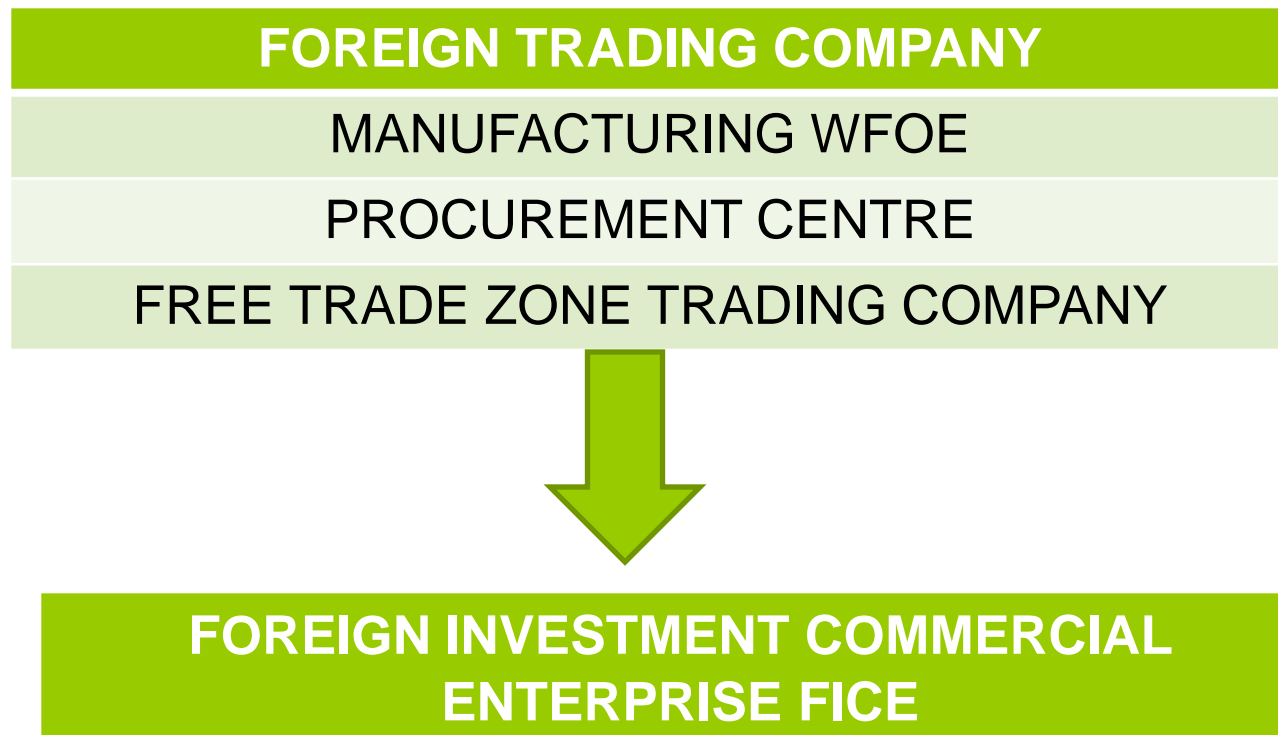 FOREIGN TRADING COMPANY
MANUFACTURING WFOE
PROCUREMENT CENTRE
FREE TRADE ZONE TRADING COMPANY
FOREIGN INVESTMENT COMMERCIAL
ENTERPRISE FICE